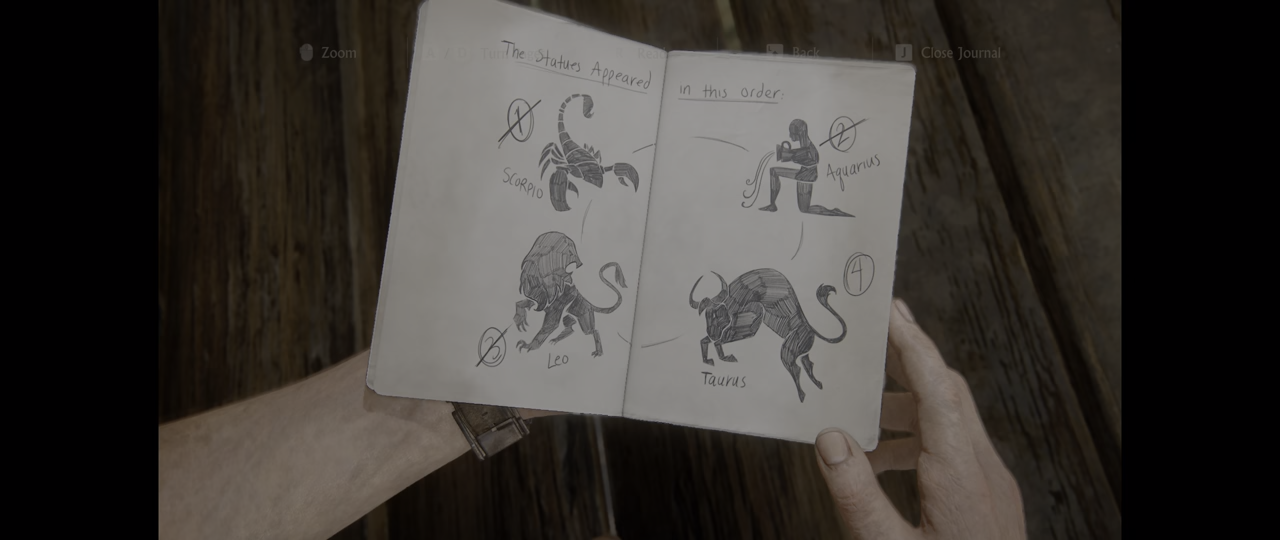 Zoom
Back
J Close Journal
The Statues Appeared
in this order:
1
2
SCORPIO
Aquarius
3
4
Leo
Taurus